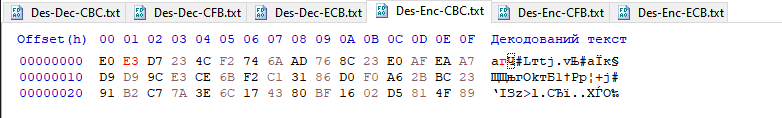 Des-Dec-CBC.txt Des-Dec-CFB.txt Des-Dec-ECB.txt Des-Enc-CBC.txt Des-Enc-CFB.txt Des-Enc-ECB.txt
Offset(h) 00 01 02 03 04 05 06 07 08 09 0A 0B 0C 0D 0E 0F Декодований текст
00000000 E0 E3 D7 23 4C F2 74 6A AD 76 8C 23 E0 AF EA A7 агЧ#Lтtj.vЊ#аЇк§
00000010 D9 D9 9C E3 CE 6B F2 C1 31 86 D0 F0 A6 2B BC 23 ЩЩњгОkтБ1†Рр¦+ј#
00000020 91 B2 C7 7A 3E 6C 17 43 80 BF 16 02 D5 81 4F 89 ‘ІЗz>l.CЂї..ХЃO‰